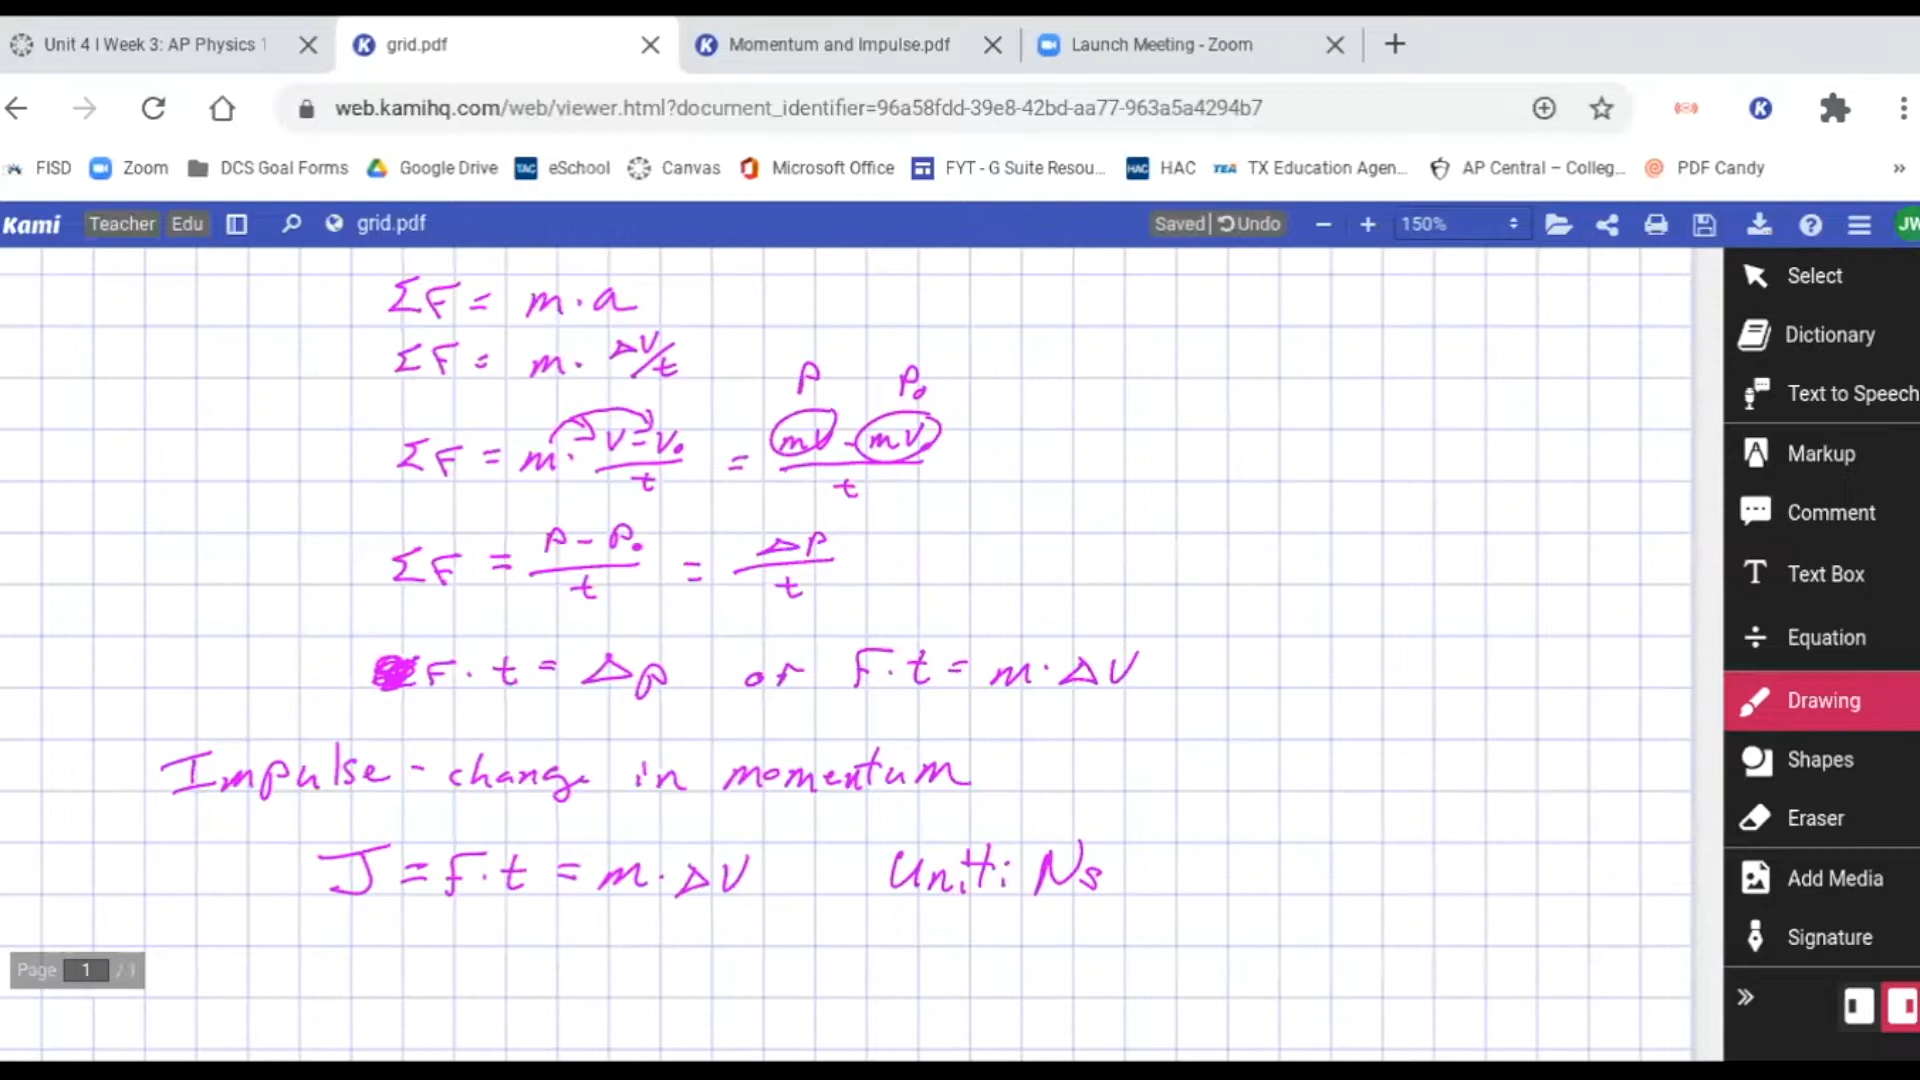 Unit 4 | Week 3: AP Physics 1
grid.pdf
Momentum and Impulse.pdf
Launch Meeting - Zoom
web.kamihq.com/web/viewer.html?document_identifier=96a58fdd-39e8-42bd-aa77-963a5a4294b7
FISD Zoom DCS Goal Forms Google Drive TAC eSchool Canvas Microsoft Office FYT - G Suite Resou... HAC HAC TEA TX Education Agen... AP Central – Colleg... PDF Candy »
Kami Teacher Edu grid.pdf Saved Undo 150% JW
ΣF = m · a
ΣF = m · ΔV/t
P P₀
ΣF = m · (V - V₀)/t = (mV - mV)/t
ΣF = (P - P₀)/t = ΔP/t
F · t = Δp or F · t = m · ΔV
Impulse - change in momentum
J = F · t = m · ΔV Unit: Ns
Page 1 / 1
Select
Dictionary
Text to Speech
Markup
Comment
Text Box
Equation
Drawing
Shapes
Eraser
Add Media
Signature